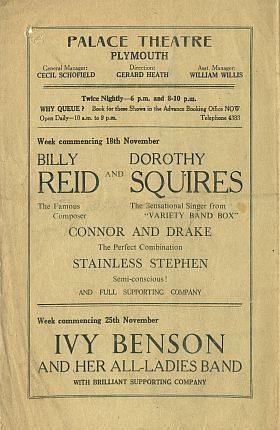 PALACE THEATRE
PLYMOUTH
General Manager: Direction: Asst. Manager:
CECIL SCHOFIELD GERARD HEATH WILLIAM WILLIS
Twice Nightly—6 p.m. and 8-10 p.m.
WHY QUEUE? Book for these Shows in the Advance Booking Office NOW
Open Daily—10 a.m. to 8 p.m. Telephone 4383
Week commencing 18th November
BILLY DOROTHY
REID AND SQUIRES
The Famous The Sensational Singer from
Composer "VARIETY BAND BOX"
CONNOR AND DRAKE
The Perfect Combination
STAINLESS STEPHEN
Semi-conscious!
AND FULL SUPPORTING COMPANY
Week commencing 25th November
IVY BENSON
AND HER ALL-LADIES BAND
WITH BRILLIANT SUPPORTING COMPANY